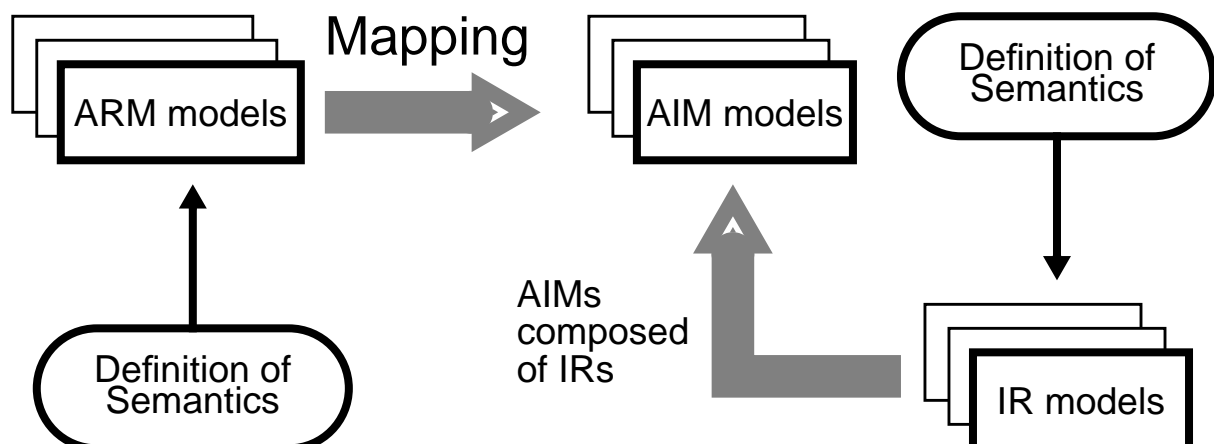 Mapping
ARM models
AIM models
Definition of
Semantics
AIMs
composed
of IRs
Definition of
Semantics
IR models